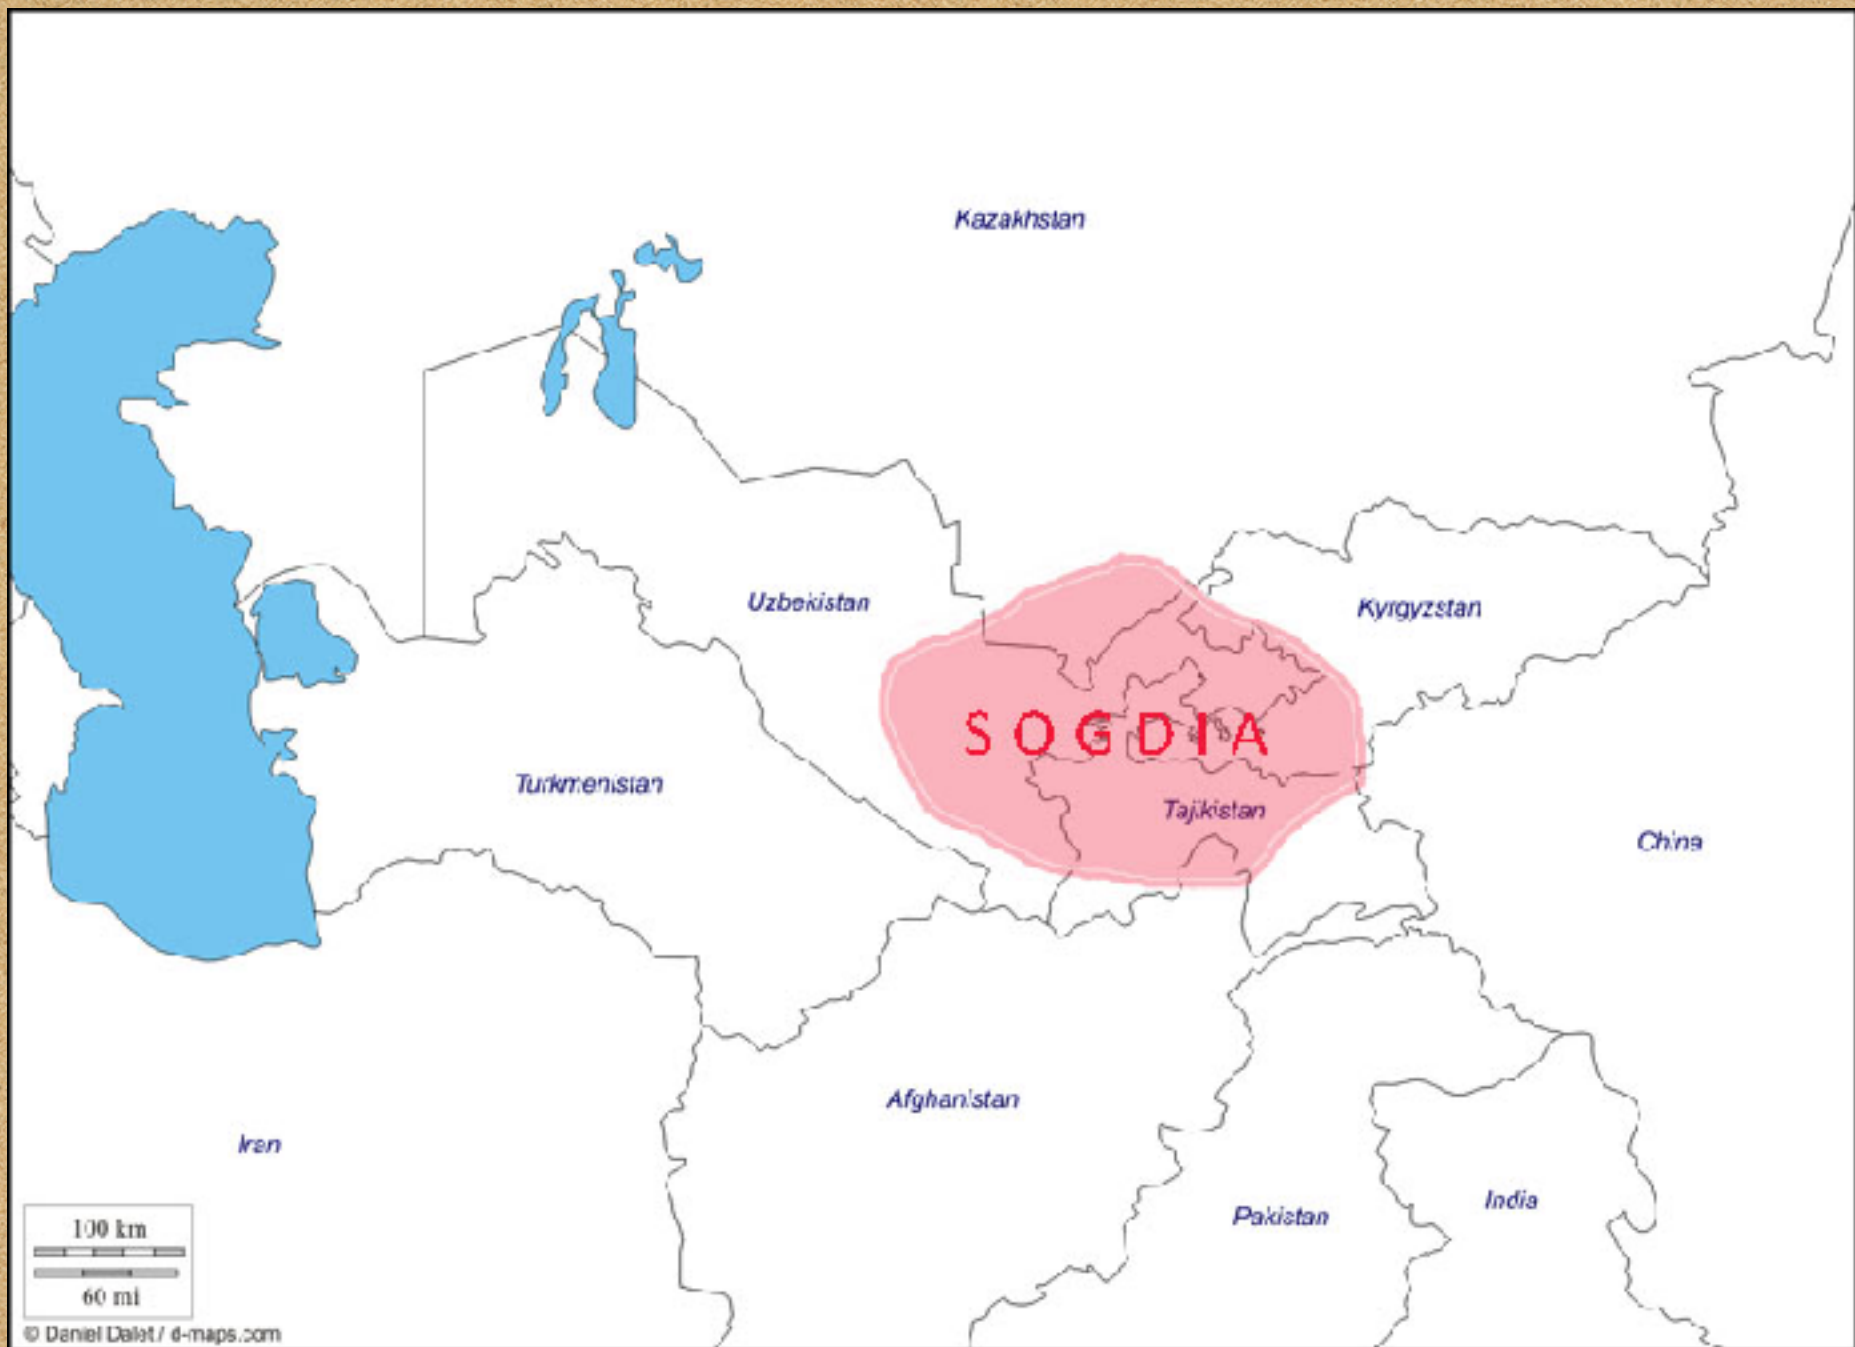 Kazakhstan
Uzbekistan
Kyrgyzstan
SOGDIA
Turkmenistan
Tajikistan
China
Afghanistan
Iran
Pakistan
India
100 km
60 mi
© Daniel Dalet / d-maps.com